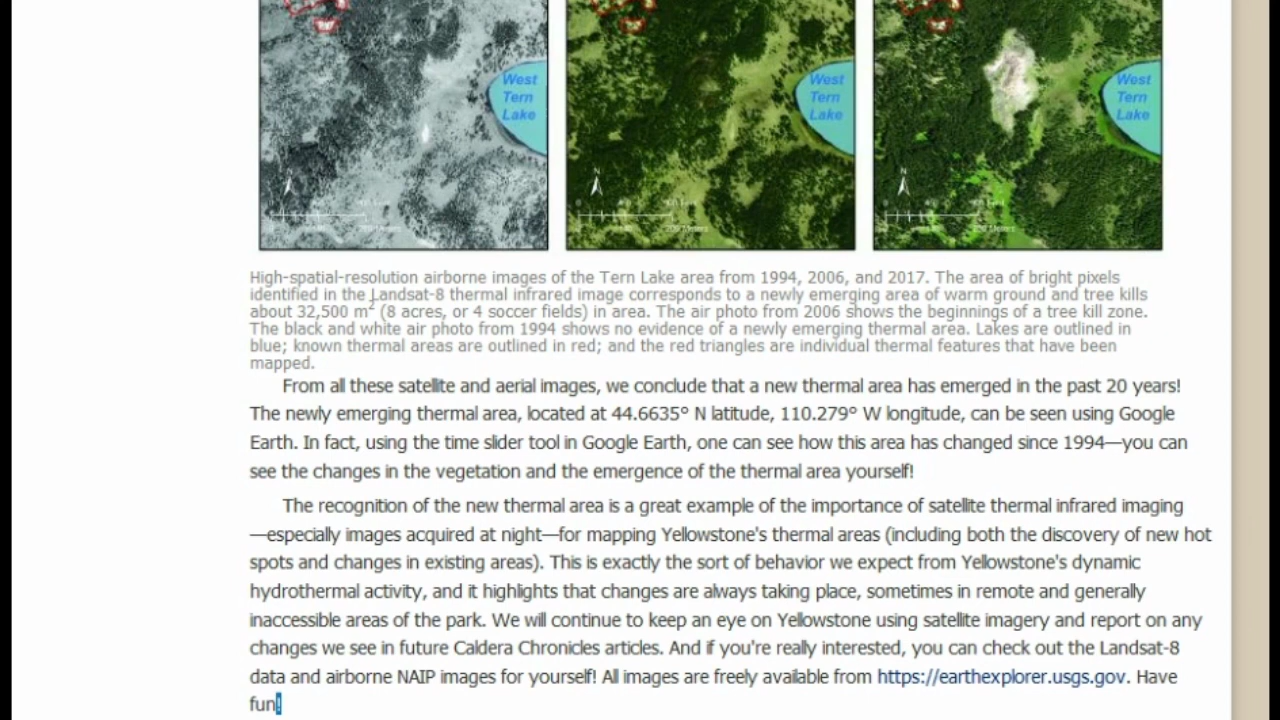 West
Tern
Lake
West
Tern
Lake
West
Tern
Lake
N
N
High-spatial-resolution airborne images of the Tern Lake area from 1994, 2006, and 2017. The area of bright pixels
identified in the Landsat-8 thermal infrared image corresponds to a newly emerging area of warm ground and tree kills
about 32,500 m² (8 acres, or 4 soccer fields) in area. The air photo from 2006 shows the beginnings of a tree kill zone.
The black and white air photo from 1994 shows no evidence of a newly emerging thermal area. Lakes are outlined in
blue; known thermal areas are outlined in red; and the red triangles are individual thermal features that have been
mapped.
From all these satellite and aerial images, we conclude that a new thermal area has emerged in the past 20 years!
The newly emerging thermal area, located at 44.6635° N latitude, 110.279° W longitude, can be seen using Google
Earth. In fact, using the time slider tool in Google Earth, one can see how this area has changed since 1994—you can
see the changes in the vegetation and the emergence of the thermal area yourself!
The recognition of the new thermal area is a great example of the importance of satellite thermal infrared imaging
—especially images acquired at night—for mapping Yellowstone's thermal areas (including both the discovery of new hot
spots and changes in existing areas). This is exactly the sort of behavior we expect from Yellowstone's dynamic
hydrothermal activity, and it highlights that changes are always taking place, sometimes in remote and generally
inaccessible areas of the park. We will continue to keep an eye on Yellowstone using satellite imagery and report on any
changes we see in future Caldera Chronicles articles. And if you're really interested, you can check out the Landsat-8
data and airborne NAIP images for yourself! All images are freely available from https://earthexplorer.usgs.gov. Have
fun!